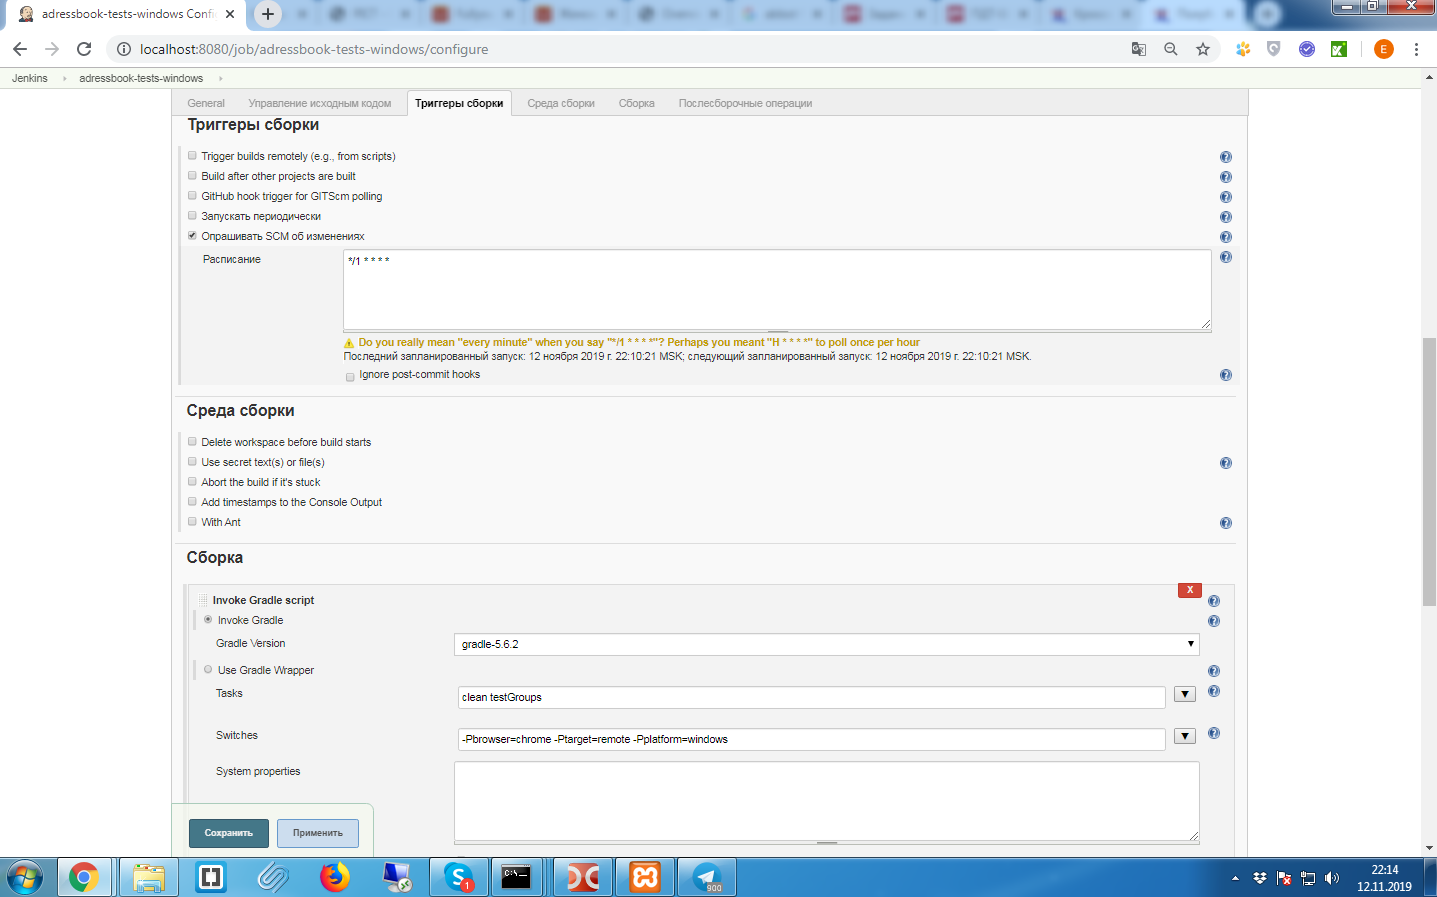 adressbook-tests-windows Confi
localhost:8080/job/adressbook-tests-windows/configure
E
Jenkins
adressbook-tests-windows
General
Управление исходным кодом
Триггеры сборки
Среда сборки
Сборка
Послесборочные операции
Триггеры сборки
Trigger builds remotely (e.g., from scripts)
Build after other projects are built
GitHub hook trigger for GITScm polling
Запускать периодически
Опрашивать SCM об изменениях
Расписание
*/1 * * * *
Do you really mean "every minute" when you say "*/1 * * * *"? Perhaps you meant "H * * * *" to poll once per hour
Последний запланированный запуск: 12 ноября 2019 г. 22:10:21 MSK; следующий запланированный запуск: 12 ноября 2019 г. 22:10:21 MSK.
Ignore post-commit hooks
Среда сборки
Delete workspace before build starts
Use secret text(s) or file(s)
Abort the build if it's stuck
Add timestamps to the Console Output
With Ant
Сборка
X
Invoke Gradle script
Invoke Gradle
Gradle Version
gradle-5.6.2
Use Gradle Wrapper
Tasks
clean testGroups
Switches
-Pbrowser=chrome -Ptarget=remote -Pplatform=windows
System properties
Сохранить
Применить
1
C:\
900
22:14
12.11.2019